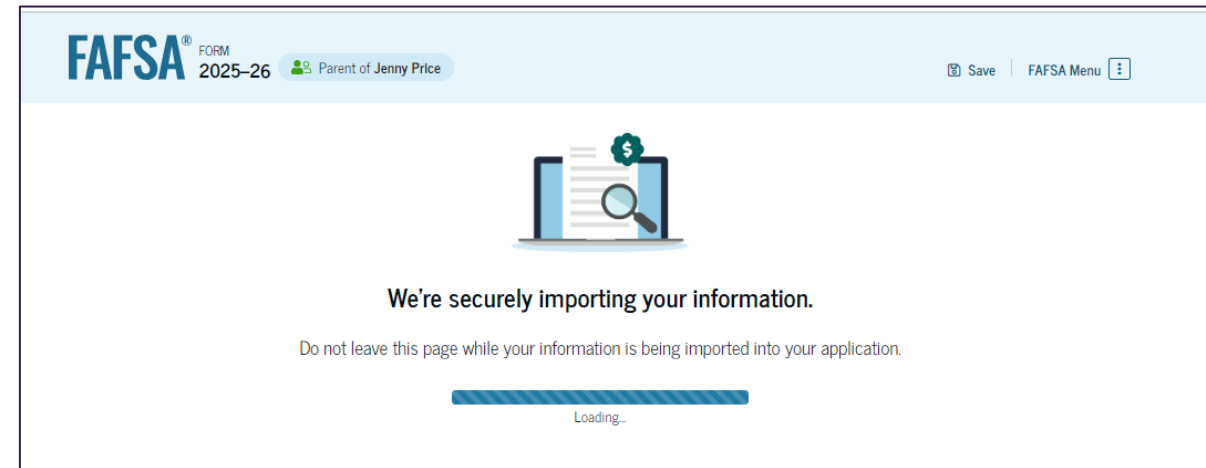 FAFSA® FORM 2025–26 Parent of Jenny Price Save FAFSA Menu
$
We're securely importing your information.
Do not leave this page while your information is being imported into your application.
Loading...